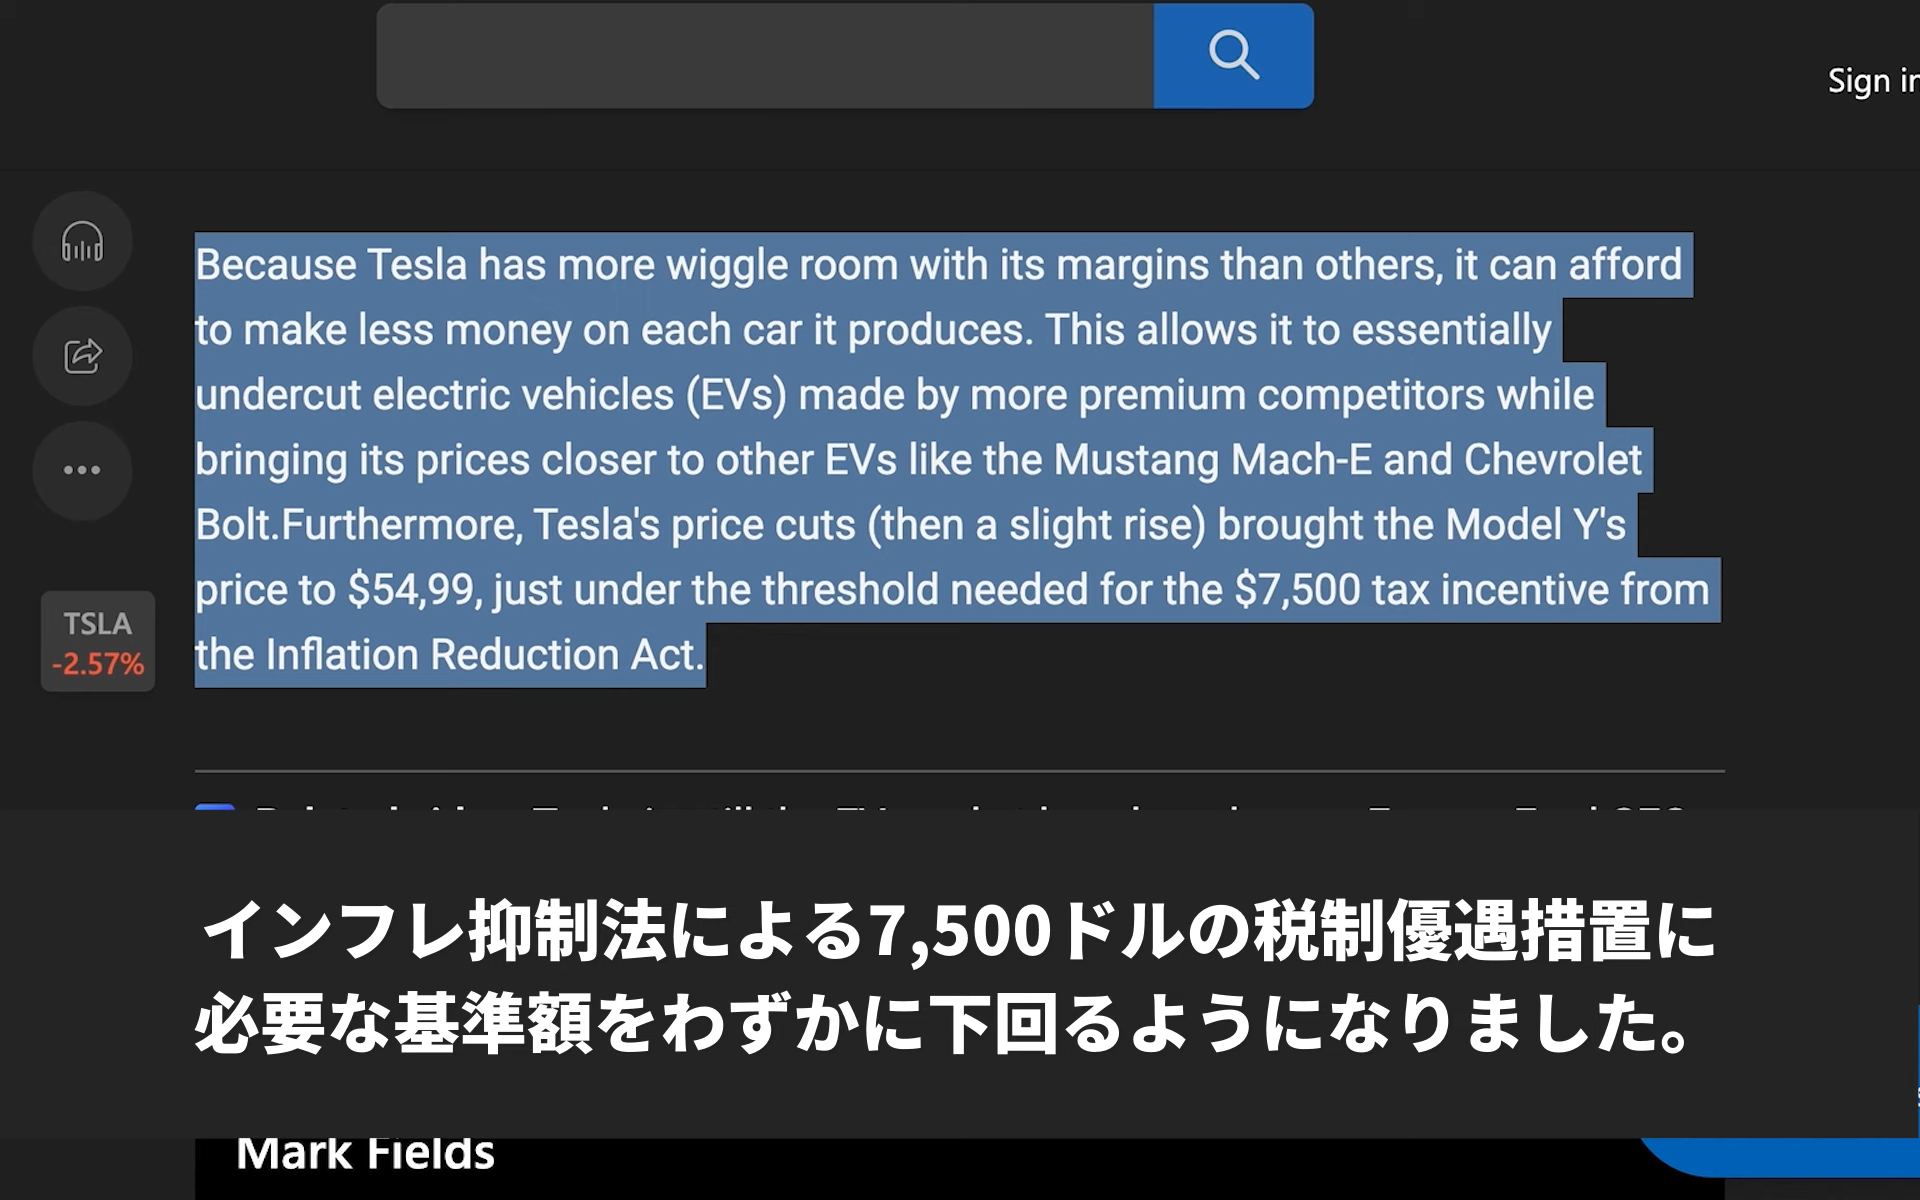 Sign in
Because Tesla has more wiggle room with its margins than others, it can afford
to make less money on each car it produces. This allows it to essentially
undercut electric vehicles (EVs) made by more premium competitors while
bringing its prices closer to other EVs like the Mustang Mach-E and Chevrolet
Bolt.Furthermore, Tesla's price cuts (then a slight rise) brought the Model Y's
price to $54,99, just under the threshold needed for the $7,500 tax incentive from
the Inflation Reduction Act.
TSLA
-2.57%
インフレ抑制法による7,500ドルの税制優遇措置に
必要な基準額をわずかに下回るようになりました。
Mark Fields